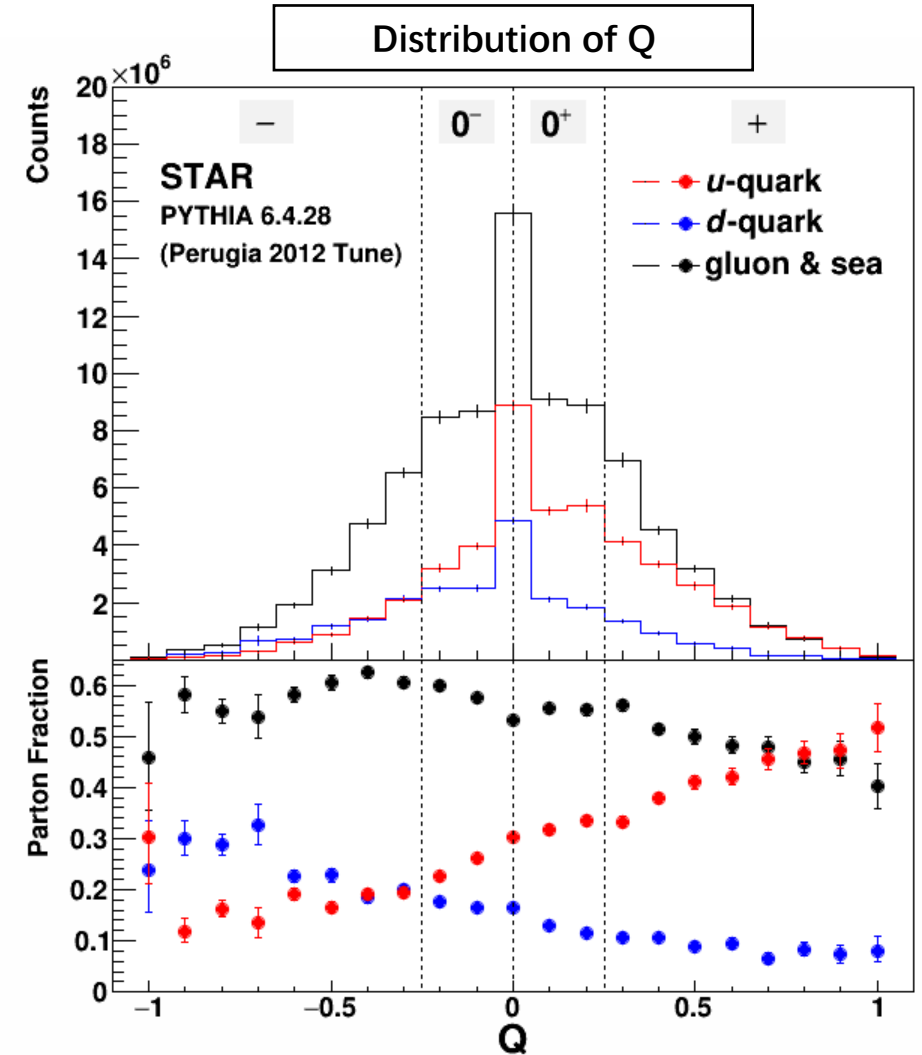 Distribution of Q
×10⁶
Counts
20
18
16
14
12
10
8
6
4
2
− 0⁻ 0⁺ +
STAR
PYTHIA 6.4.28
(Perugia 2012 Tune)
u-quark
d-quark
gluon & sea
Parton Fraction
0.6
0.5
0.4
0.3
0.2
0.1
0
−1 −0.5 0 0.5 1
Q